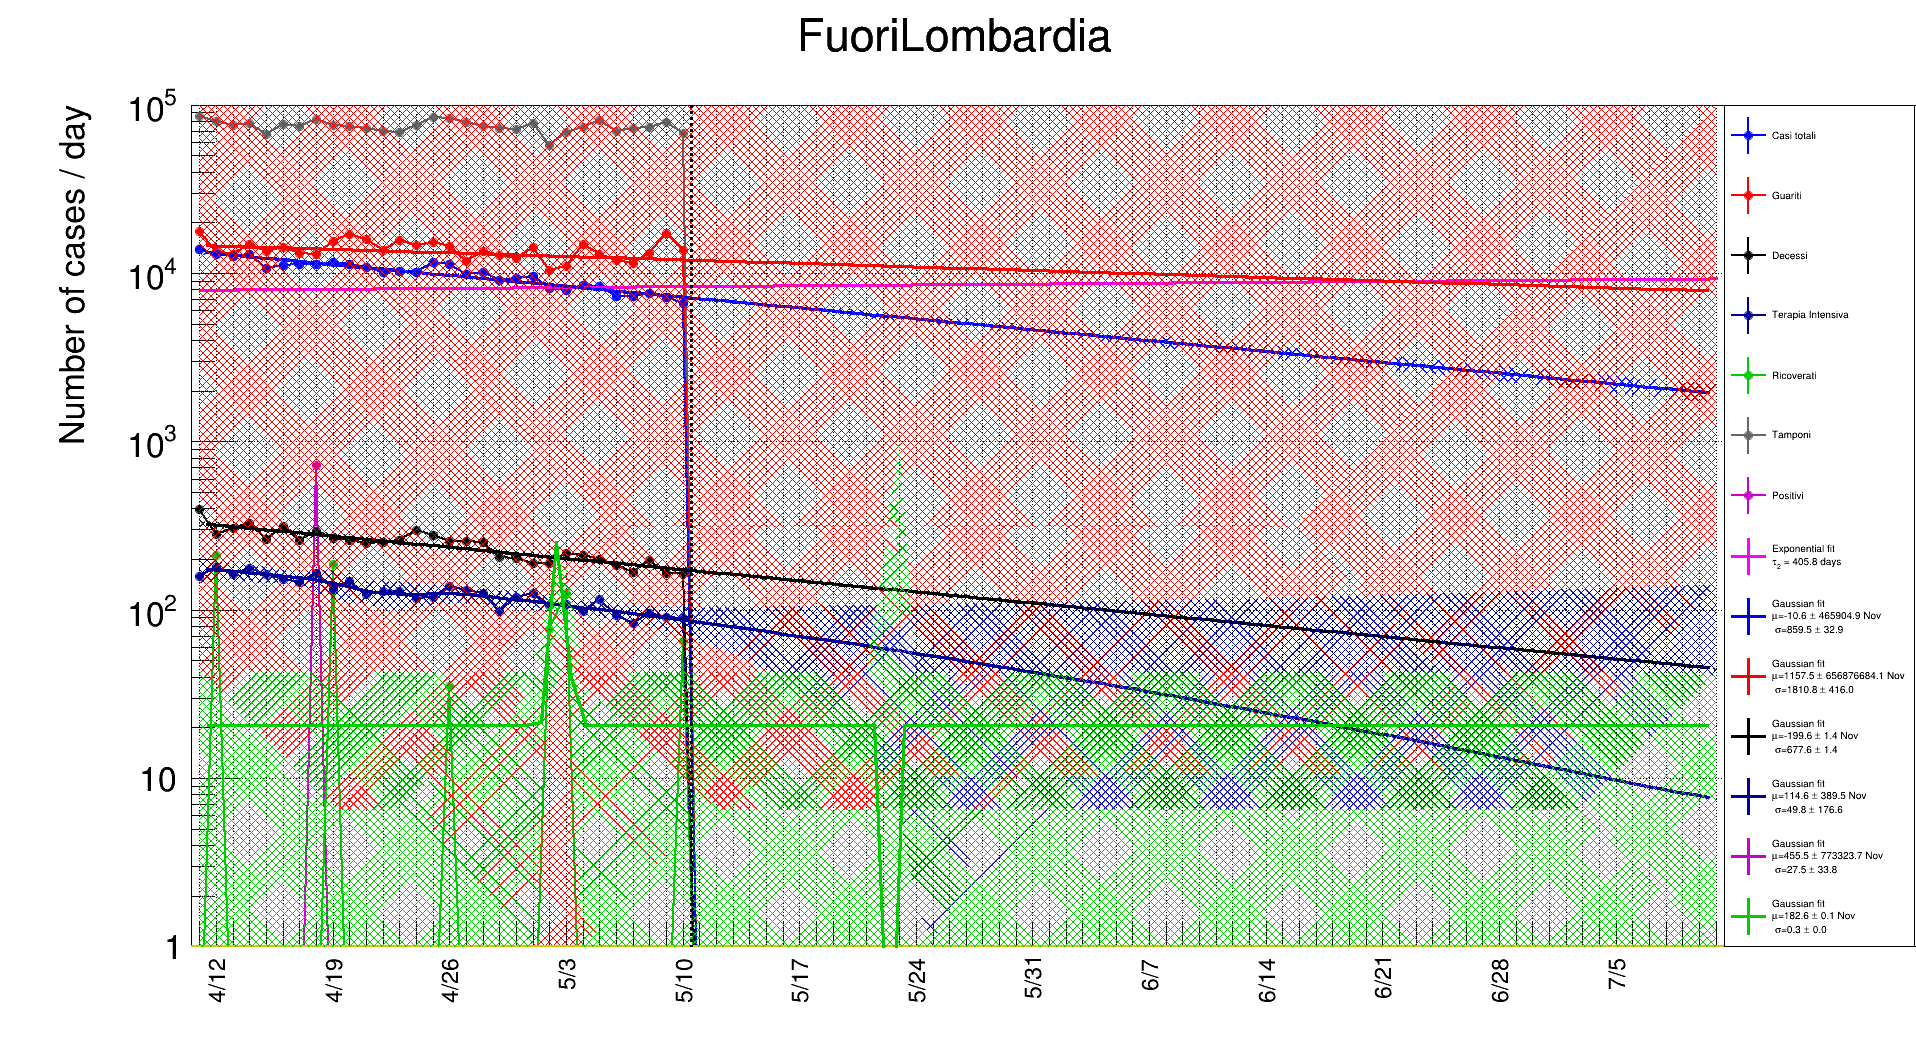 FuoriLombardia
Number of cases / day
10^5
10^4
10^3
10^2
10
1
4/12
4/19
4/26
5/3
5/10
5/17
5/24
5/31
6/7
6/14
6/21
6/28
7/5
Casi totali
Guariti
Decessi
Terapia Intensiva
Ricoverati
Tamponi
Positivi
Exponential fit
τ₂ = 405.8 days
Gaussian fit
μ=-10.6 ± 465904.9 Nov
σ=859.5 ± 32.9
Gaussian fit
μ=1157.5 ± 656876684.1 Nov
σ=1810.8 ± 416.0
Gaussian fit
μ=-199.6 ± 1.4 Nov
σ=677.6 ± 1.4
Gaussian fit
μ=114.6 ± 389.5 Nov
σ=49.8 ± 176.6
Gaussian fit
μ=455.5 ± 773323.7 Nov
σ=27.5 ± 33.8
Gaussian fit
μ=182.6 ± 0.1 Nov
σ=0.3 ± 0.0